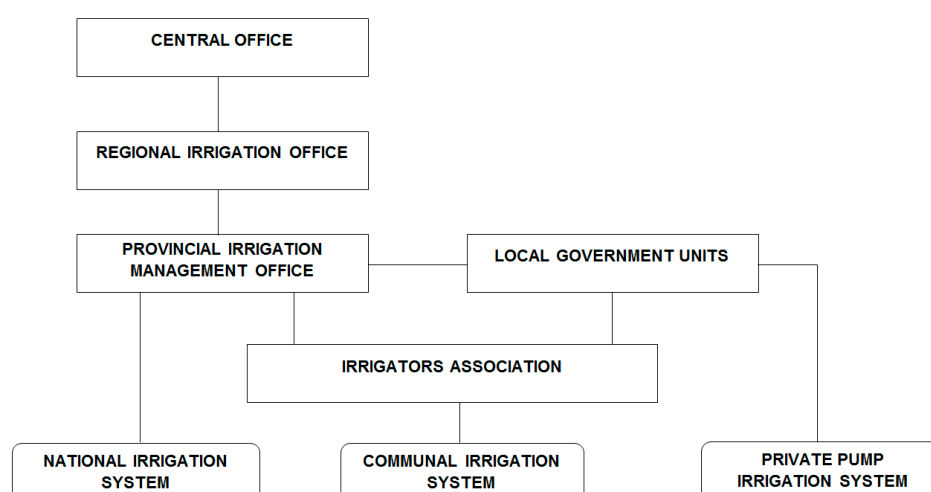 CENTRAL OFFICE
REGIONAL IRRIGATION OFFICE
PROVINCIAL IRRIGATION
MANAGEMENT OFFICE
LOCAL GOVERNMENT UNITS
IRRIGATORS ASSOCIATION
NATIONAL IRRIGATION
SYSTEM
COMMUNAL IRRIGATION
SYSTEM
PRIVATE PUMP
IRRIGATION SYSTEM